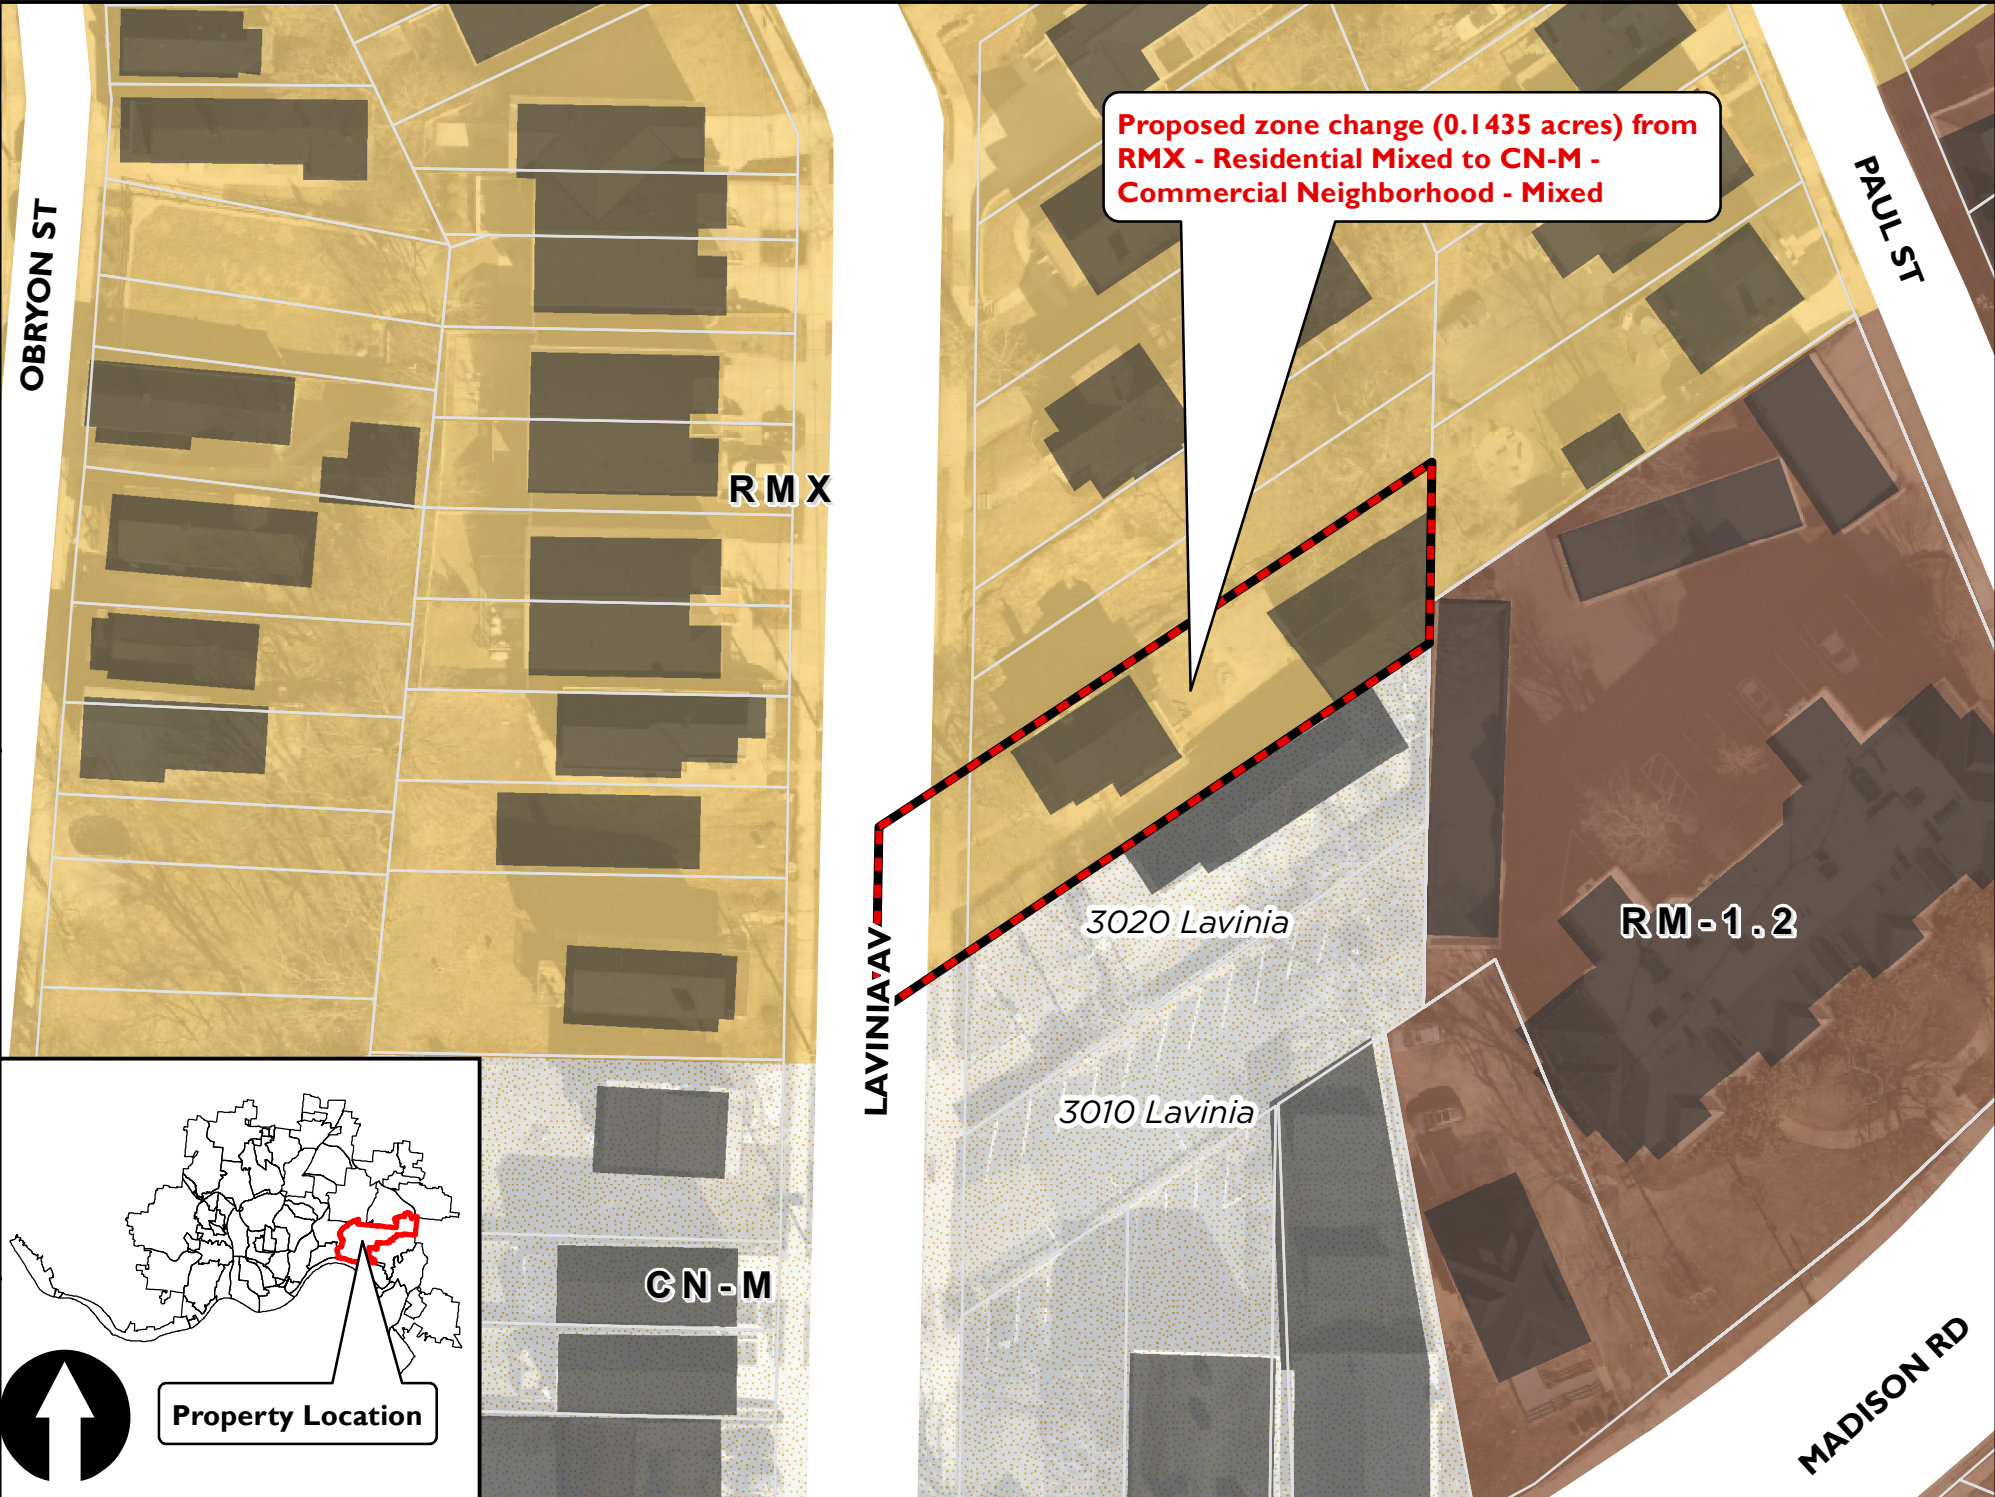 Proposed zone change (0.1435 acres) from
RMX - Residential Mixed to CN-M -
Commercial Neighborhood - Mixed
PAUL ST
OBRYON ST
RMX
3020 Lavinia
RM-1.2
LAVINIA AV
3010 Lavinia
CN-M
MADISON RD
Property Location